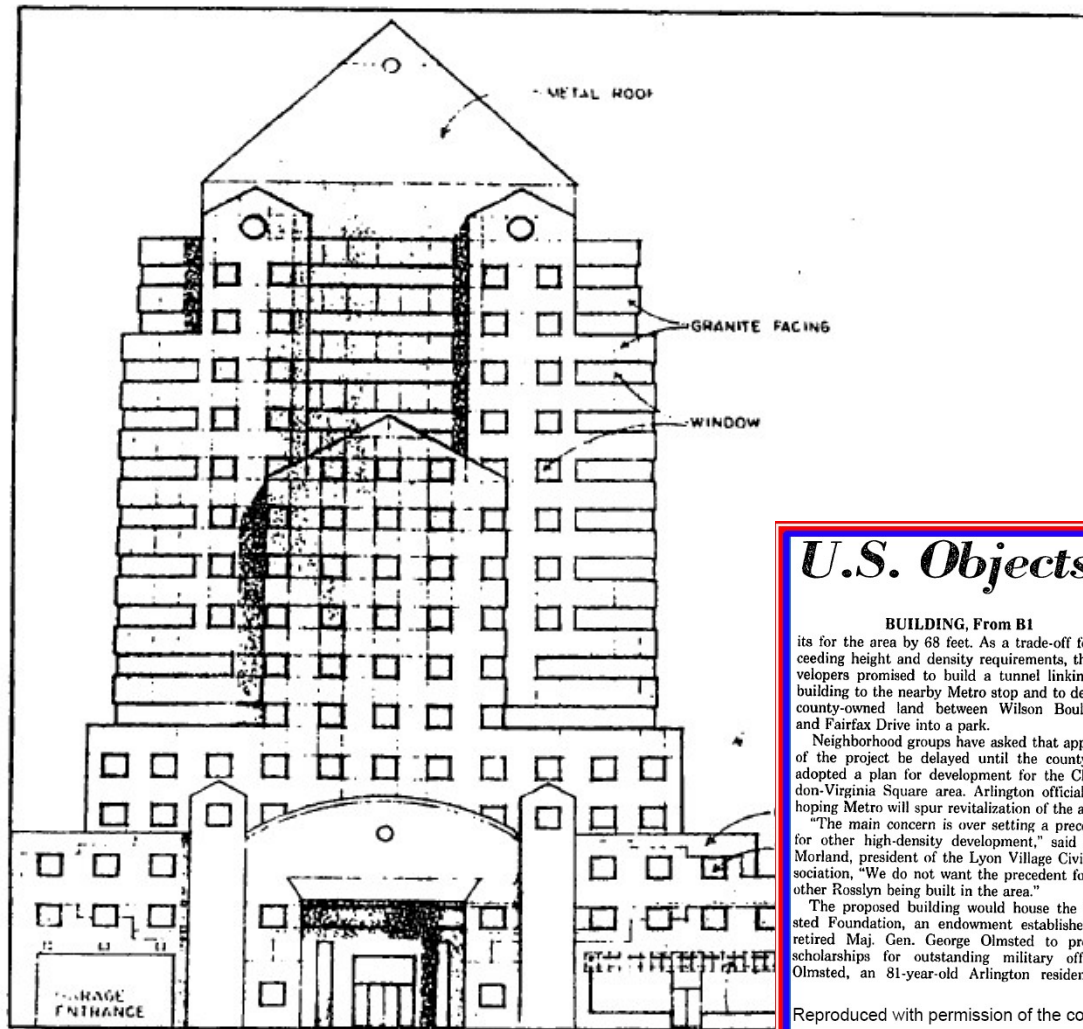 METAL ROOF
GRANITE FACING
WINDOW
GARAGE
ENTRANCE
U.S. Objects
BUILDING, From B1
its for the area by 68 feet. As a trade-off fo
ceeding height and density requirements, th
velopers promised to build a tunnel linkin
building to the nearby Metro stop and to de
county-owned land between Wilson Boul
and Fairfax Drive into a park.
Neighborhood groups have asked that app
of the project be delayed until the county
adopted a plan for development for the Cl
don-Virginia Square area. Arlington official
hoping Metro will spur revitalization of the a
"The main concern is over setting a prece
for other high-density development," said
Morland, president of the Lyon Village Civi
sociation, "We do not want the precedent fo
other Rosslyn being built in the area."
The proposed building would house the
sted Foundation, an endowment establishe
retired Maj. Gen. George Olmsted to pr
scholarships for outstanding military off
Olmsted, an 81-year-old Arlington residen
Reproduced with permission of the co